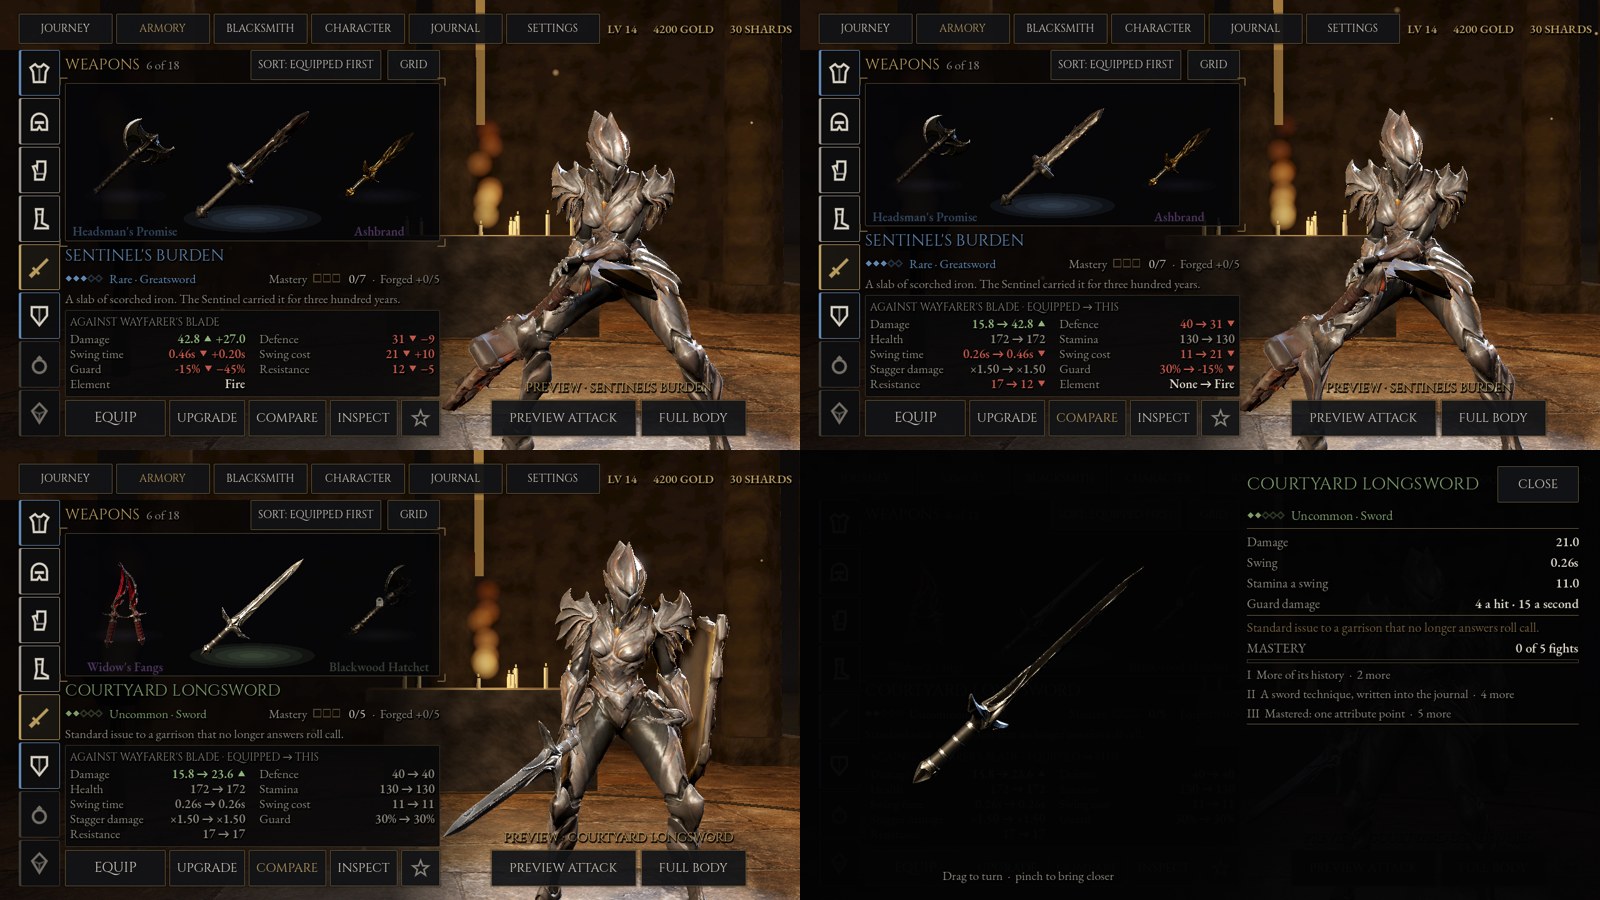 JOURNEY ARMORY BLACKSMITH CHARACTER JOURNAL SETTINGS LV 14 4200 GOLD 30 SHARDS
WEAPONS 6 of 18 SORT: EQUIPPED FIRST GRID
Headsman's Promise Ashbrand
SENTINEL'S BURDEN
Rare · Greatsword Mastery 0/7 · Forged +0/5
A slab of scorched iron. The Sentinel carried it for three hundred years.
AGAINST WAYFARER'S BLADE
Damage 42.8 ▲ +27.0 Defence 31 ▼ −9
Swing time 0.46s ▼ +0.20s Swing cost 21 ▼ +10
Guard -15% ▼ −45% Resistance 12 ▼ −5
Element Fire
PREVIEW · SENTINEL'S BURDEN
EQUIP UPGRADE COMPARE INSPECT PREVIEW ATTACK FULL BODY
JOURNEY ARMORY BLACKSMITH CHARACTER JOURNAL SETTINGS LV 14 4200 GOLD 30 SHARDS
WEAPONS 6 of 18 SORT: EQUIPPED FIRST GRID
Headsman's Promise Ashbrand
SENTINEL'S BURDEN
Rare · Greatsword Mastery 0/7 · Forged +0/5
A slab of scorched iron. The Sentinel carried it for three hundred years.
AGAINST WAYFARER'S BLADE · EQUIPPED → THIS
Damage 15.8 → 42.8 ▲ Defence 40 → 31 ▼
Health 172 → 172 Stamina 130 → 130
Swing time 0.26s → 0.46s ▼ Swing cost 11 → 21 ▼
Stagger damage ×1.50 → ×1.50 Guard 30% → -15% ▼
Resistance 17 → 12 ▼ Element None → Fire
PREVIEW · SENTINEL'S BURDEN
EQUIP UPGRADE COMPARE INSPECT PREVIEW ATTACK FULL BODY
JOURNEY ARMORY BLACKSMITH CHARACTER JOURNAL SETTINGS LV 14 4200 GOLD 30 SHARDS
WEAPONS 6 of 18 SORT: EQUIPPED FIRST GRID
Widow's Fangs Blackwood Hatchet
COURTYARD LONGSWORD
Uncommon · Sword Mastery 0/5 · Forged +0/5
Standard issue to a garrison that no longer answers roll call.
AGAINST WAYFARER'S BLADE · EQUIPPED → THIS
Damage 15.8 → 23.6 ▲ Defence 40 → 40
Health 172 → 172 Stamina 130 → 130
Swing time 0.26s → 0.26s Swing cost 11 → 11
Stagger damage ×1.50 → ×1.50 Guard 30% → 30%
Resistance 17 → 17
PREVIEW · COURTYARD LONGSWORD
EQUIP UPGRADE COMPARE INSPECT PREVIEW ATTACK FULL BODY
COURTYARD LONGSWORD CLOSE
Uncommon · Sword
Damage 21.0
Swing 0.26s
Stamina a swing 11.0
Guard damage 4 a hit · 15 a second
Standard issue to a garrison that no longer answers roll call.
MASTERY 0 of 5 fights
I More of its history · 2 more
II A sword technique, written into the journal · 4 more
III Mastered: one attribute point · 5 more
Drag to turn · pinch to bring closer